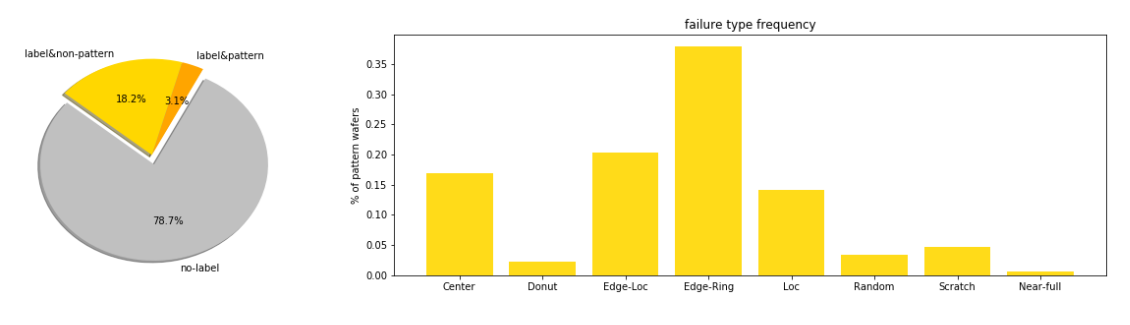 label&non-pattern
label&pattern
18.2%
3.1%
78.7%
no-label
failure type frequency
% of pattern wafers
0.35
0.30
0.25
0.20
0.15
0.10
0.05
0.00
Center Donut Edge-Loc Edge-Ring Loc Random Scratch Near-full